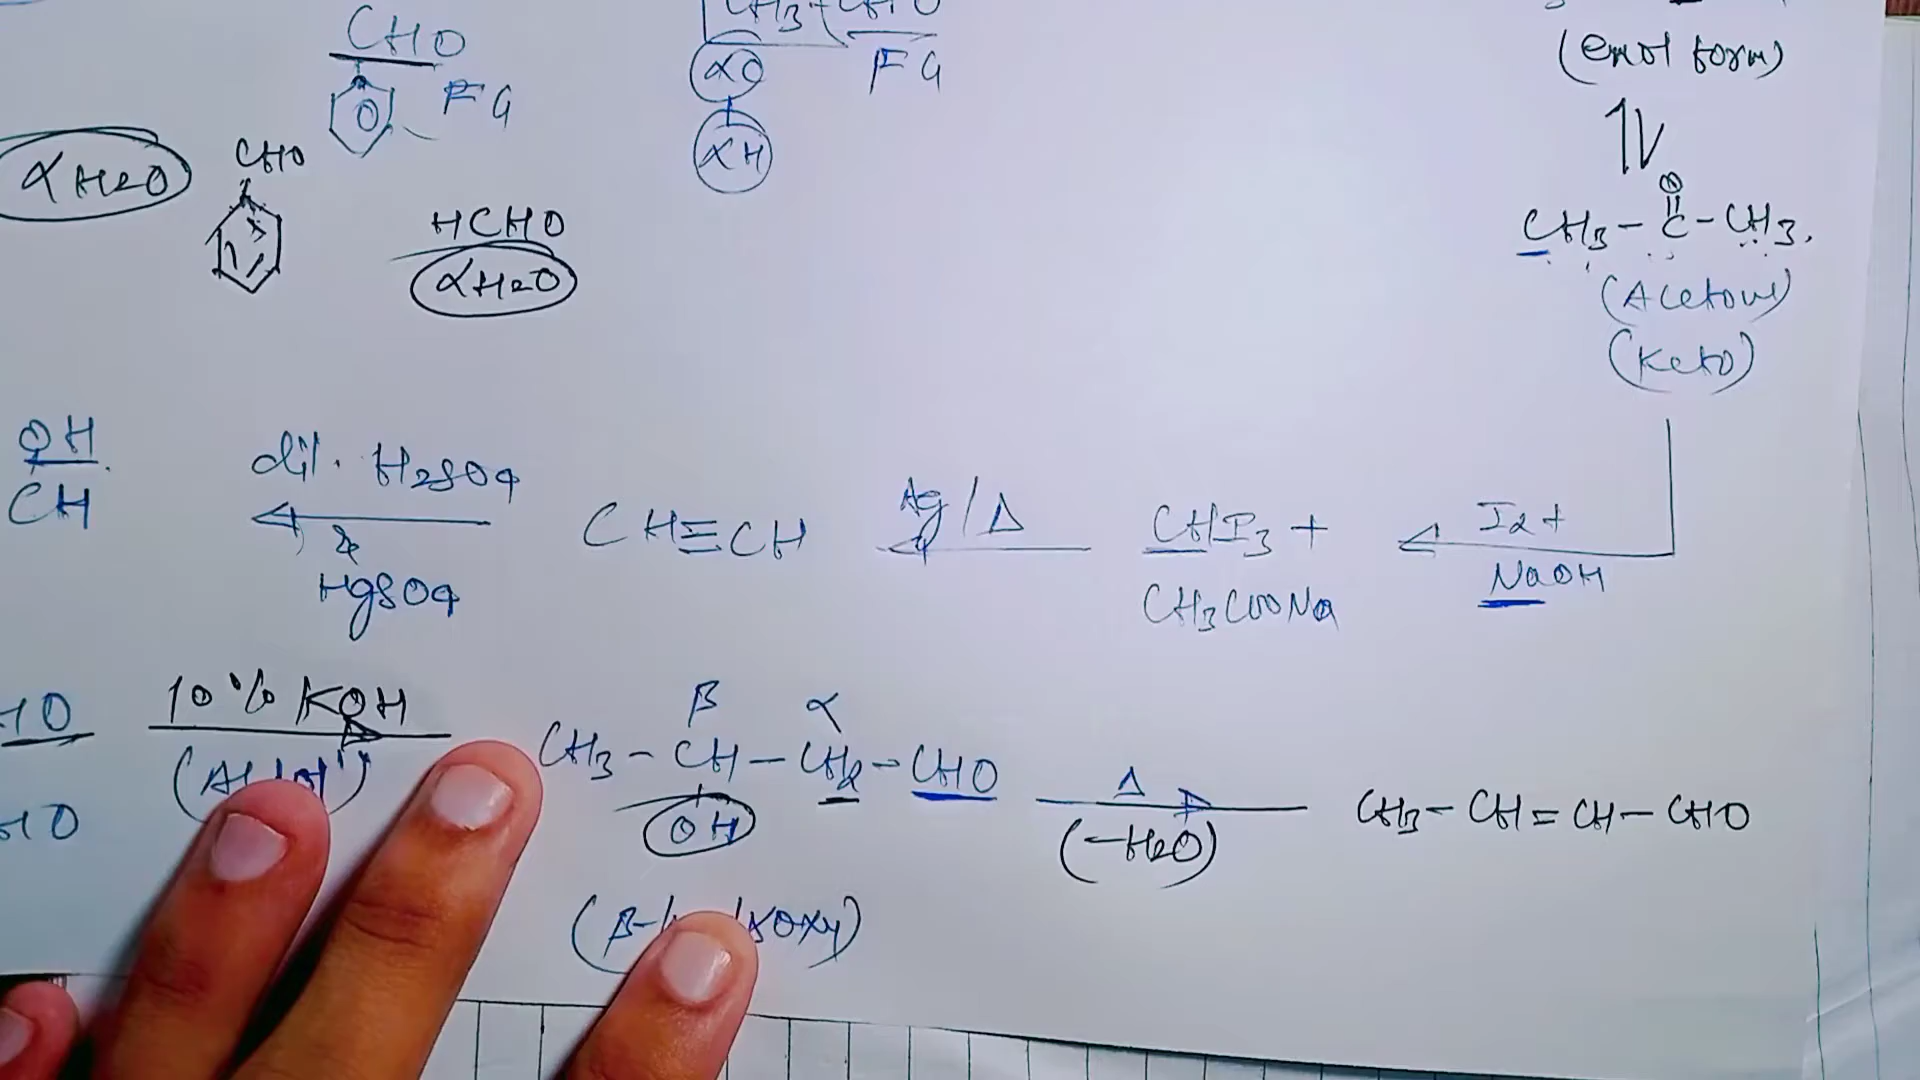 CHO
FG
CHO
αH2O
HCHO
αH2O
FG
αC
αH
(enol form)
O
CH3-C-CH3.
(Keto)
I2+
NaOH
CHI3 +
CH3COONa
Ag/Δ
CH≡CH
dil. H2SO4
&
HgSO4
OH
CH
HO
HO
10% KOH
β α
CH3-CH-CH2-CHO
OH
Δ
(-H2O)
CH3-CH=CH-CHO